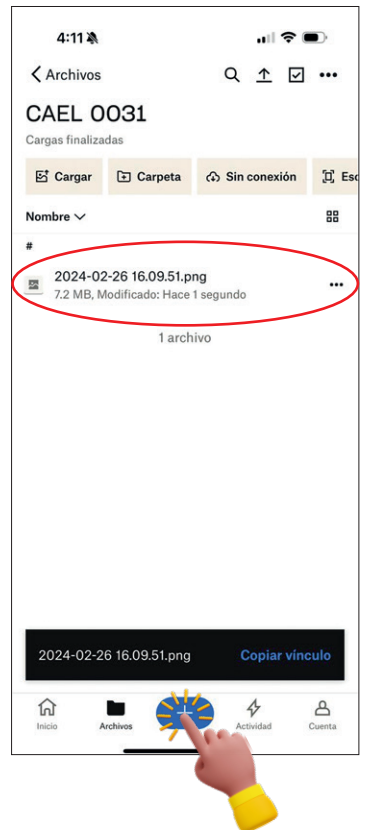 4:11
Archivos
CAEL 0031
Cargas finalizadas
Cargar Carpeta Sin conexión Esc
Nombre
#
2024-02-26 16.09.51.png
7.2 MB, Modificado: Hace 1 segundo
1 archivo
2024-02-26 16.09.51.png Copiar vínculo
Inicio Archivos Actividad Cuenta